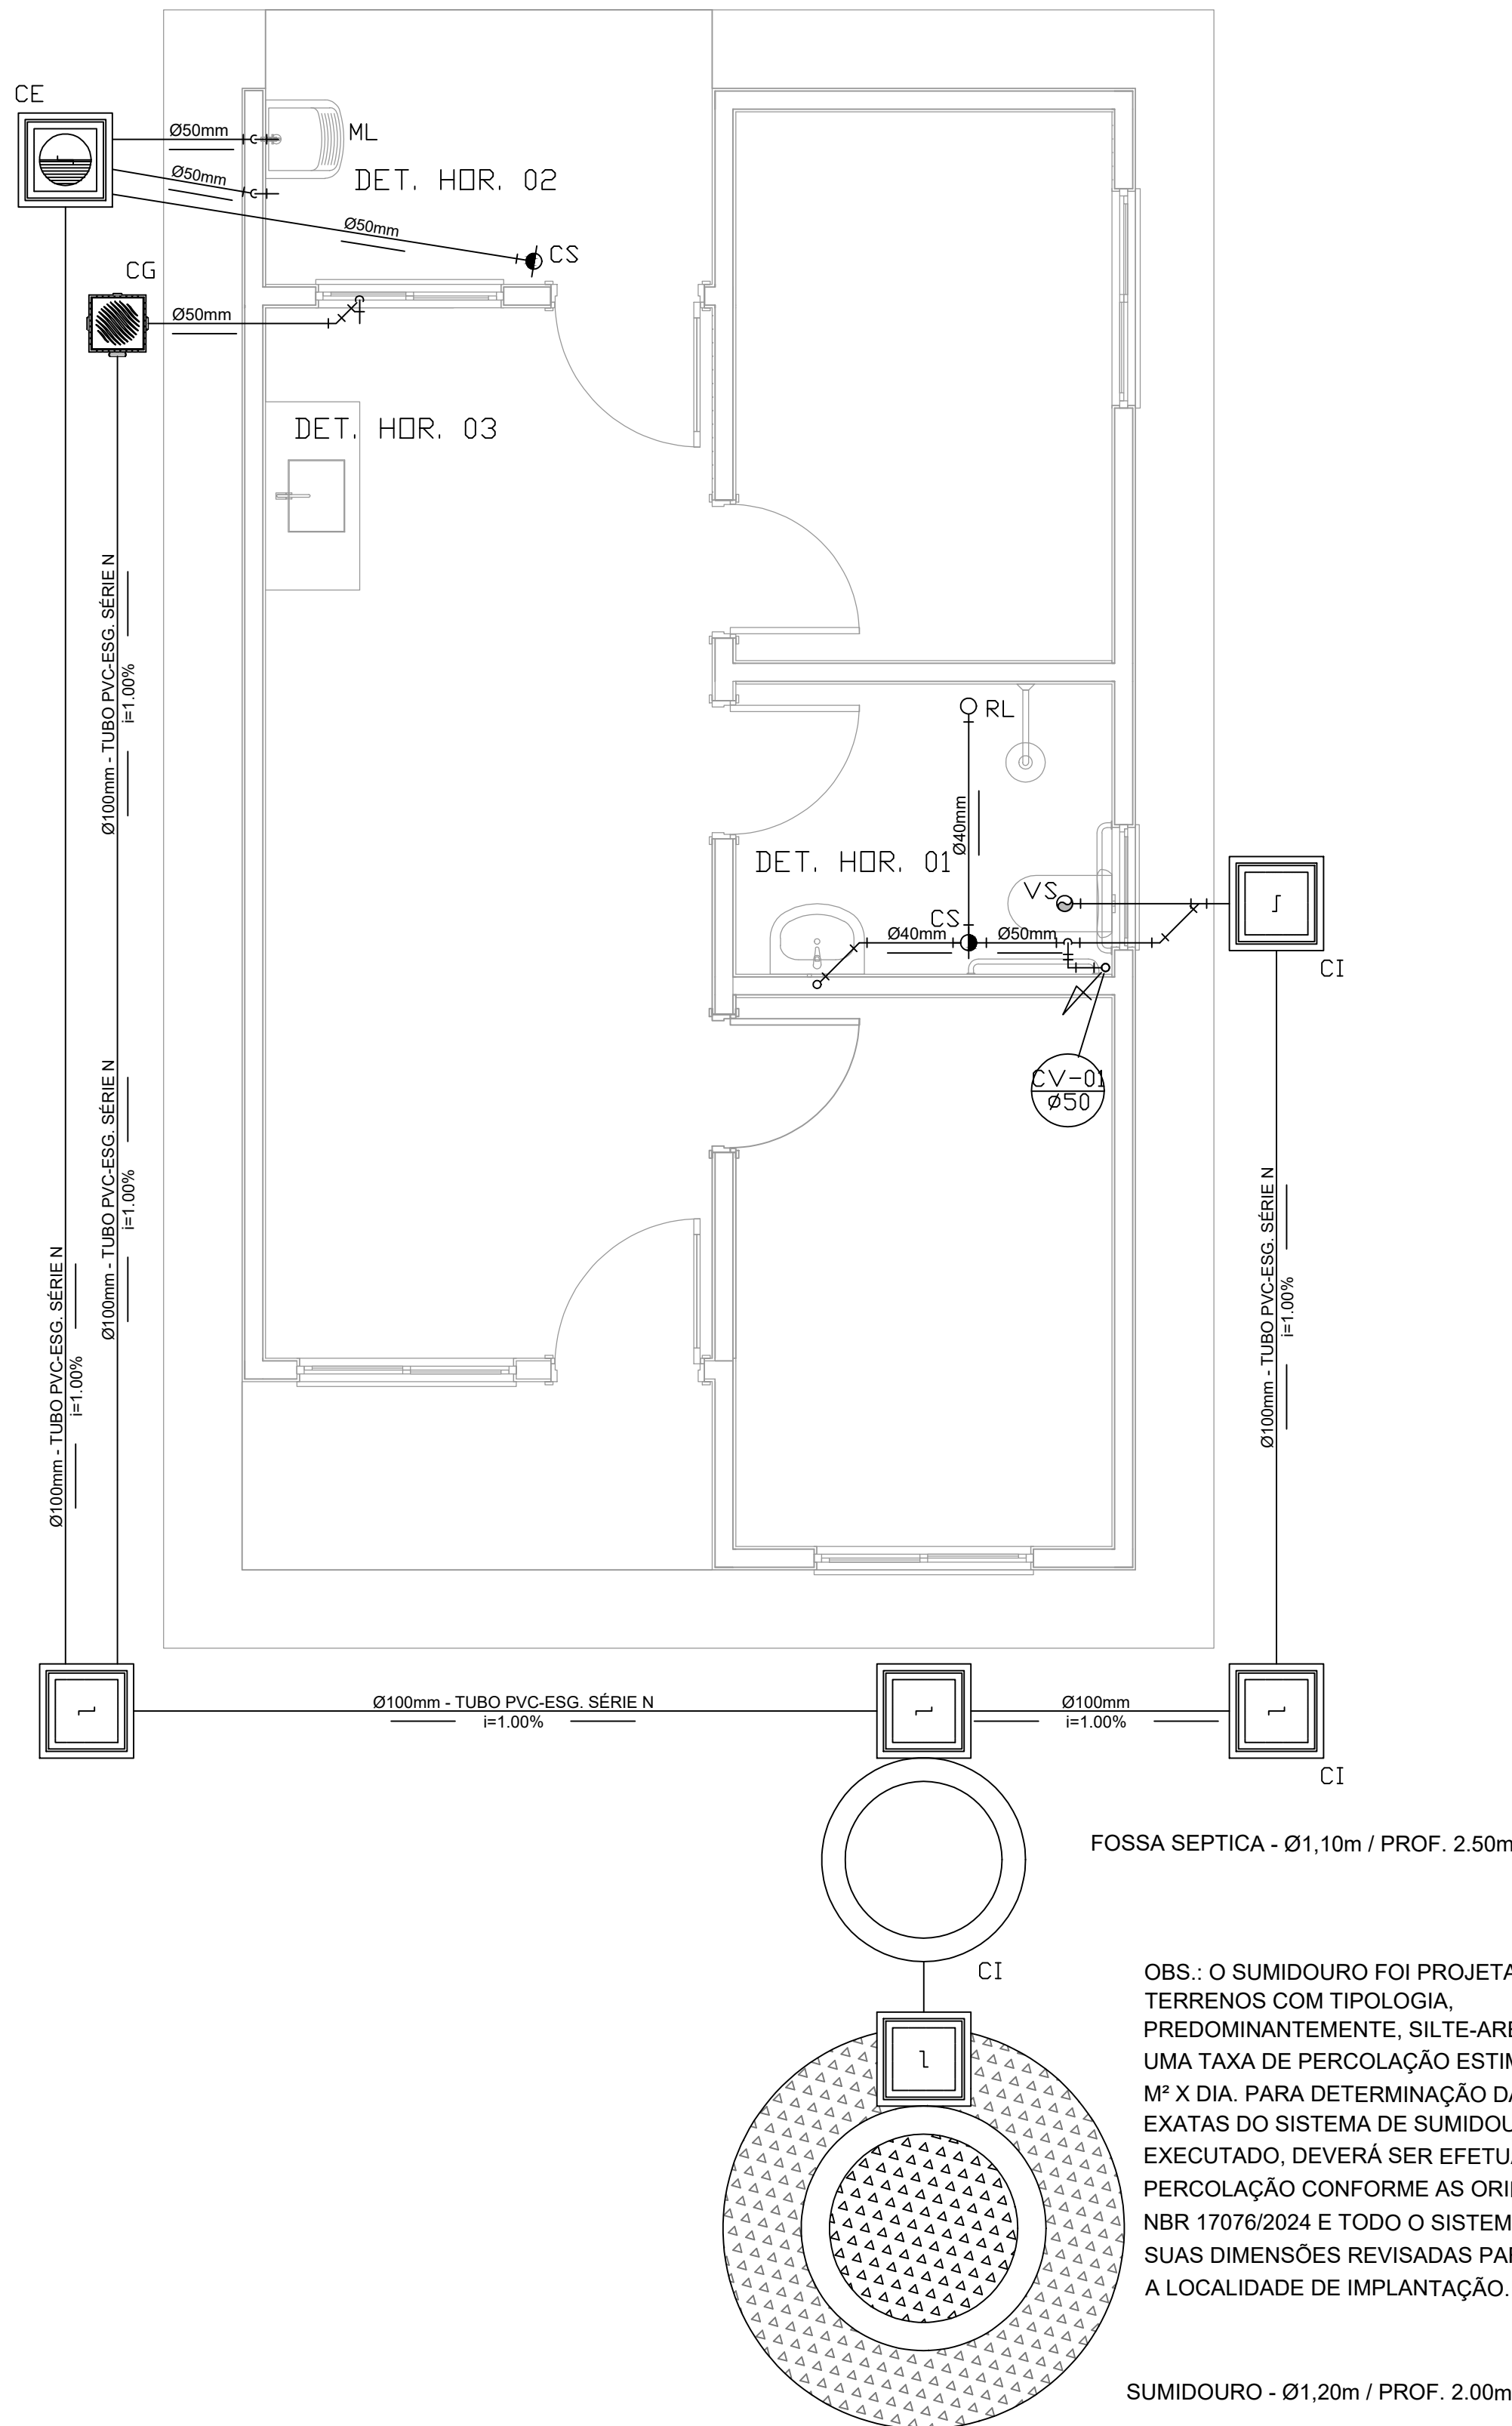 CE
Ø50mm
ML
Ø50mm
DET. HOR. 02
Ø50mm
CS
CG
Ø50mm
DET. HOR. 03
Ø100mm - TUBO PVC-ESG. SÉRIE N
i=1.00%
RL
Ø40mm
DET. HOR. 01
VS
CS
Ø40mm
Ø50mm
CI
CV-01
Ø50
Ø100mm - TUBO PVC-ESG. SÉRIE N
i=1.00%
Ø100mm - TUBO PVC-ESG. SÉRIE N
i=1.00%
Ø100mm - TUBO PVC-ESG. SÉRIE N
i=1.00%
Ø100mm - TUBO PVC-ESG. SÉRIE N
i=1.00%
Ø100mm
i=1.00%
CI
FOSSA SEPTICA - Ø1,10m / PROF. 2.50m
CI
OBS.: O SUMIDOURO FOI PROJETA
TERRENOS COM TIPOLOGIA,
PREDOMINANTEMENTE, SILTE-ARE
UMA TAXA DE PERCOLAÇÃO ESTIM
M² X DIA. PARA DETERMINAÇÃO DA
EXATAS DO SISTEMA DE SUMIDOU
EXECUTADO, DEVERÁ SER EFETUA
PERCOLAÇÃO CONFORME AS ORI
NBR 17076/2024 E TODO O SISTEM
SUAS DIMENSÕES REVISADAS PAR
A LOCALIDADE DE IMPLANTAÇÃO.
SUMIDOURO - Ø1,20m / PROF. 2.00m